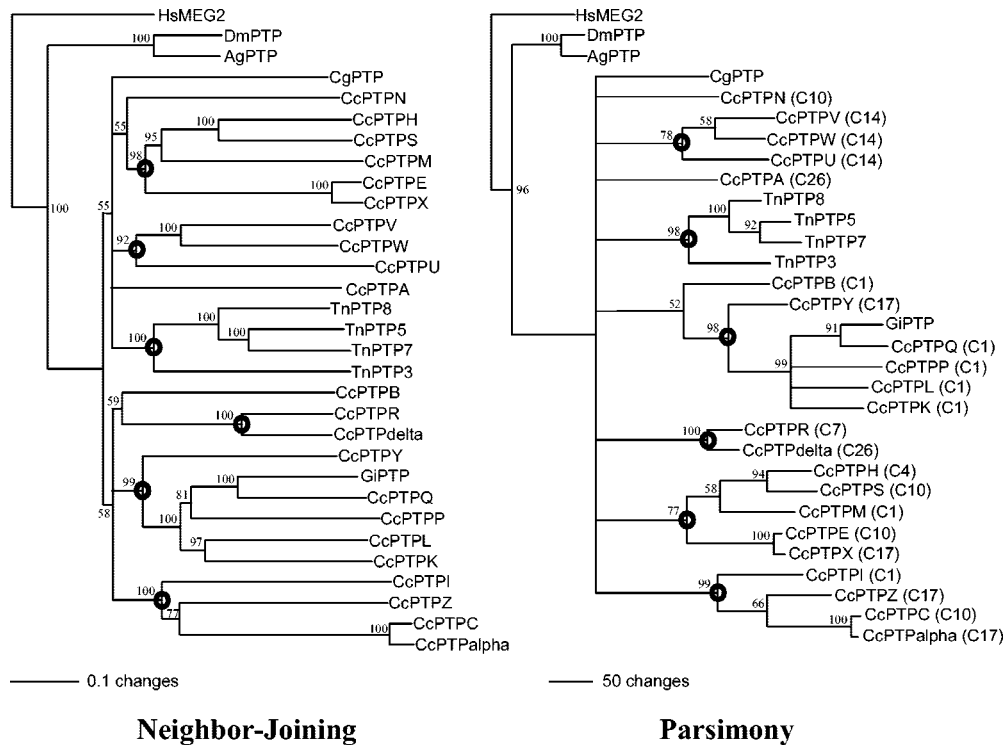 HsMEG2
100
DmPTP
AgPTP
100
55
CgPTP
55
CcPTPN
98
95
100
CcPTPH
CcPTPS
CcPTPM
100
CcPTPE
CcPTPX
92
100
CcPTPV
CcPTPW
CcPTPU
CcPTPA
100
100
TnPTP8
100
TnPTP5
TnPTP7
TnPTP3
58
59
CcPTPB
100
CcPTPR
CcPTPdelta
99
CcPTPY
100
81
100
GiPTP
CcPTPQ
CcPTPP
97
CcPTPL
CcPTPK
100
CcPTPI
77
CcPTPZ
100
CcPTPC
CcPTPalpha
0.1 changes
Neighbor-Joining
HsMEG2
100
DmPTP
AgPTP
96
CgPTP
CcPTPN (C10)
78
58
CcPTPV (C14)
CcPTPW (C14)
CcPTPU (C14)
CcPTPA (C26)
98
100
TnPTP8
92
TnPTP5
TnPTP7
TnPTP3
52
CcPTPB (C1)
98
CcPTPY (C17)
99
91
GiPTP
CcPTPQ (C1)
CcPTPP (C1)
CcPTPL (C1)
CcPTPK (C1)
100
CcPTPR (C7)
CcPTPdelta (C26)
77
58
94
CcPTPH (C4)
CcPTPS (C10)
CcPTPM (C1)
100
CcPTPE (C10)
CcPTPX (C17)
99
CcPTPI (C1)
66
CcPTPZ (C17)
100
CcPTPC (C10)
CcPTPalpha (C17)
50 changes
Parsimony